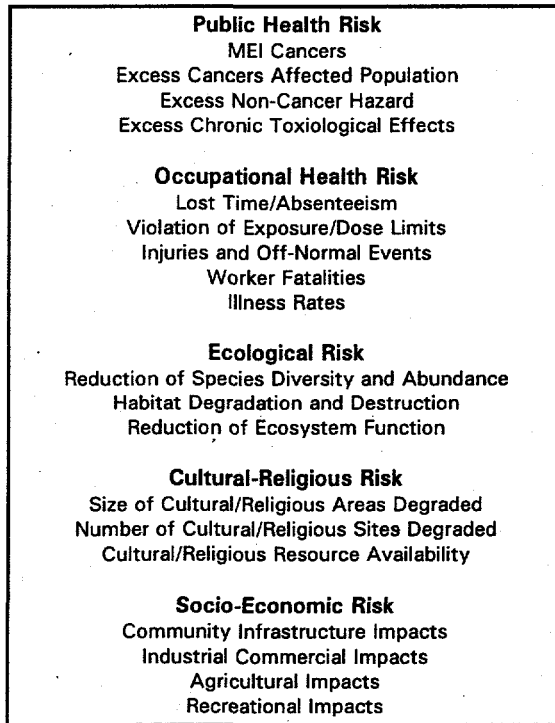 Public Health Risk
MEI Cancers
Excess Cancers Affected Population
Excess Non-Cancer Hazard
Excess Chronic Toxiological Effects
Occupational Health Risk
Lost Time/Absenteeism
Violation of Exposure/Dose Limits
Injuries and Off-Normal Events
Worker Fatalities
Illness Rates
Ecological Risk
Reduction of Species Diversity and Abundance
Habitat Degradation and Destruction
Reduction of Ecosystem Function
Cultural-Religious Risk
Size of Cultural/Religious Areas Degraded
Number of Cultural/Religious Sites Degraded
Cultural/Religious Resource Availability
Socio-Economic Risk
Community Infrastructure Impacts
Industrial Commercial Impacts
Agricultural Impacts
Recreational Impacts